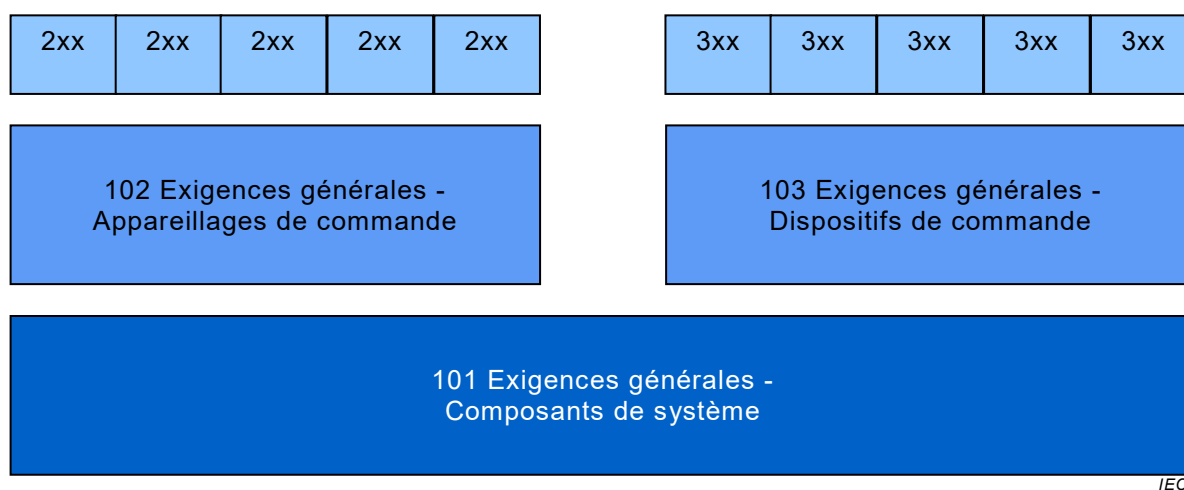 2xx 2xx 2xx 2xx 2xx 3xx 3xx 3xx 3xx 3xx
102 Exigences générales -
Appareillages de commande
103 Exigences générales -
Dispositifs de commande
101 Exigences générales -
Composants de système
IEC